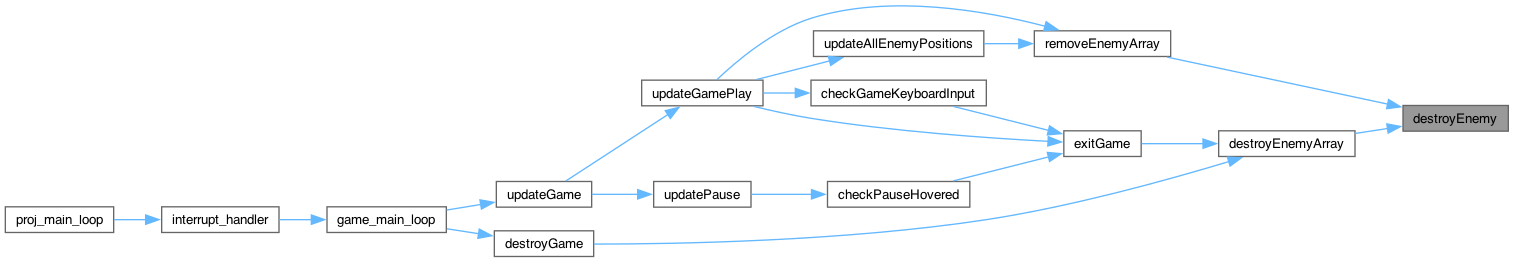 updateAllEnemyPositions
removeEnemyArray
updateGamePlay
checkGameKeyboardInput
destroyEnemy
exitGame
destroyEnemyArray
updateGame
updatePause
checkPauseHovered
proj_main_loop
interrupt_handler
game_main_loop
destroyGame